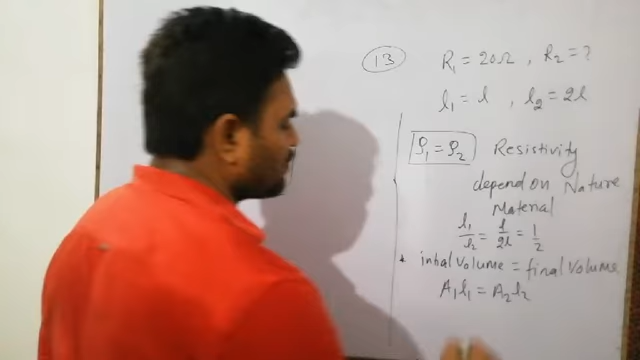 13
R₁ = 20Ω , R₂ = ?
l₁ = l , l₂ = 2l
ρ₁ = ρ₂ Resistivity
depend on Nature
Material
l₁/l₂ = l/2l = 1/2
* initial volume = final volume
A₁l₁ = A₂l₂